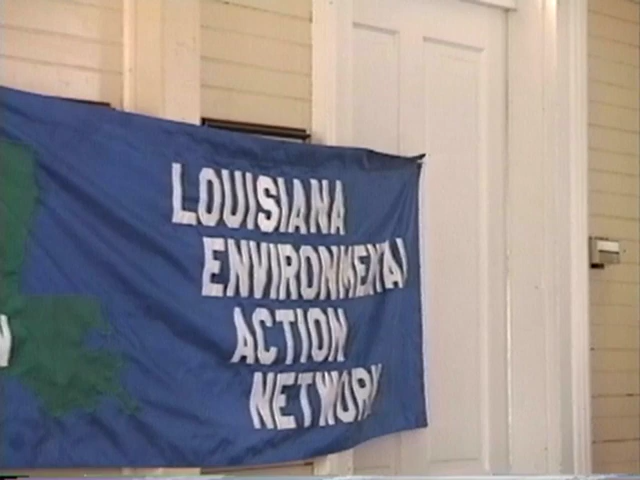 LOUISIANA
ENVIRONMENTAL
ACTION
NETWORK
N